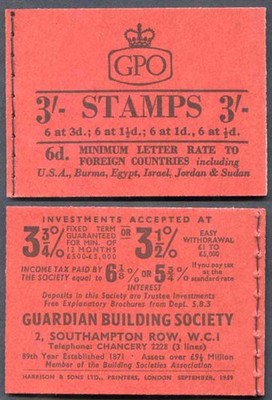 GPO
3/- STAMPS 3/-
6 at 3d.; 6 at 1½d.; 6 at 1d., 6 at ½d.
6d. MINIMUM LETTER RATE TO
FOREIGN COUNTRIES including
U.S.A., Burma, Egypt, Israel, Jordan & Sudan
INVESTMENTS ACCEPTED AT
3¾% FIXED TERM GUARANTEED FOR MIN. OF 12 MONTHS £500-£5,000 OR 3½% EASY WITHDRAWAL £1 TO £5,000
INCOME TAX PAID BY THE SOCIETY equal to 6⅛% OR 5¾% If you pay tax at the standard rate
INTEREST
Deposits in this Society are Trustee Investments
Free Explanatory Brochures from Dept. S.B.3
GUARDIAN BUILDING SOCIETY
2, SOUTHAMPTON ROW, W.C.1
Telephone: CHANCERY 2228 (3 lines)
89th Year Established 1871 Assets over £9½ Million
Member of the Building Societies Association
HARRISON & SONS LTD., PRINTERS, LONDON SEPTEMBER 1959